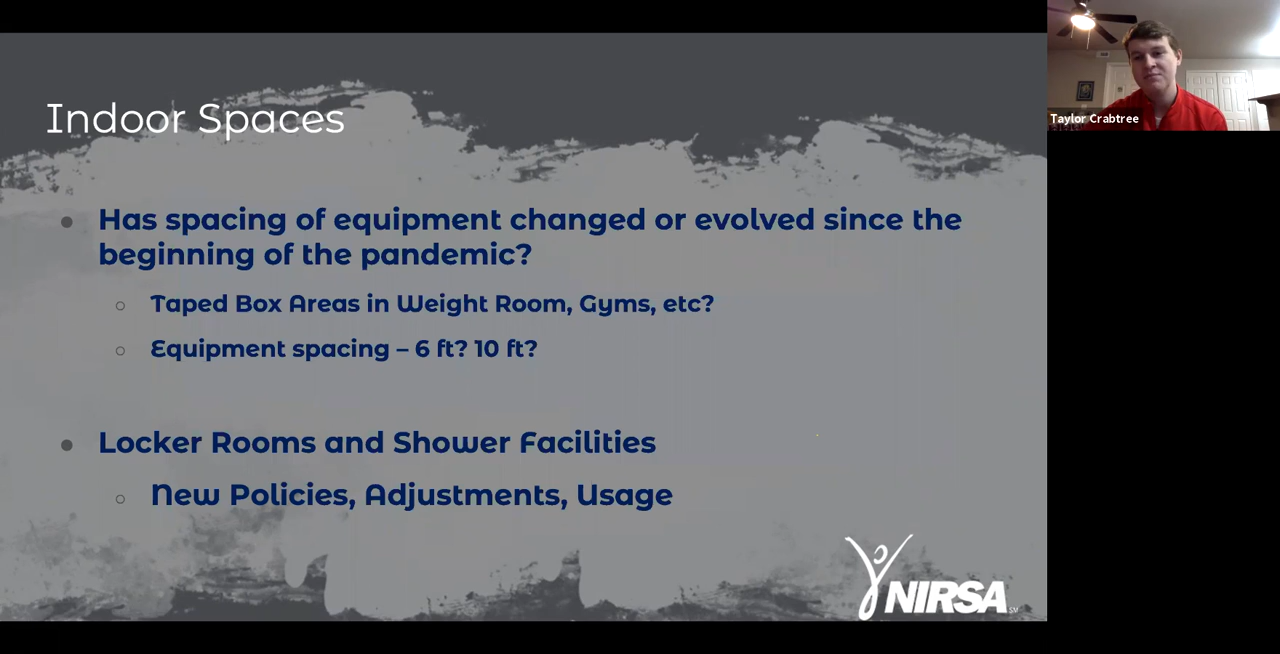 Indoor Spaces
Has spacing of equipment changed or evolved since the
beginning of the pandemic?
Taped Box Areas in Weight Room, Gyms, etc?
Equipment spacing – 6 ft? 10 ft?
Locker Rooms and Shower Facilities
New Policies, Adjustments, Usage
NIRSA
SM
Taylor Crabtree